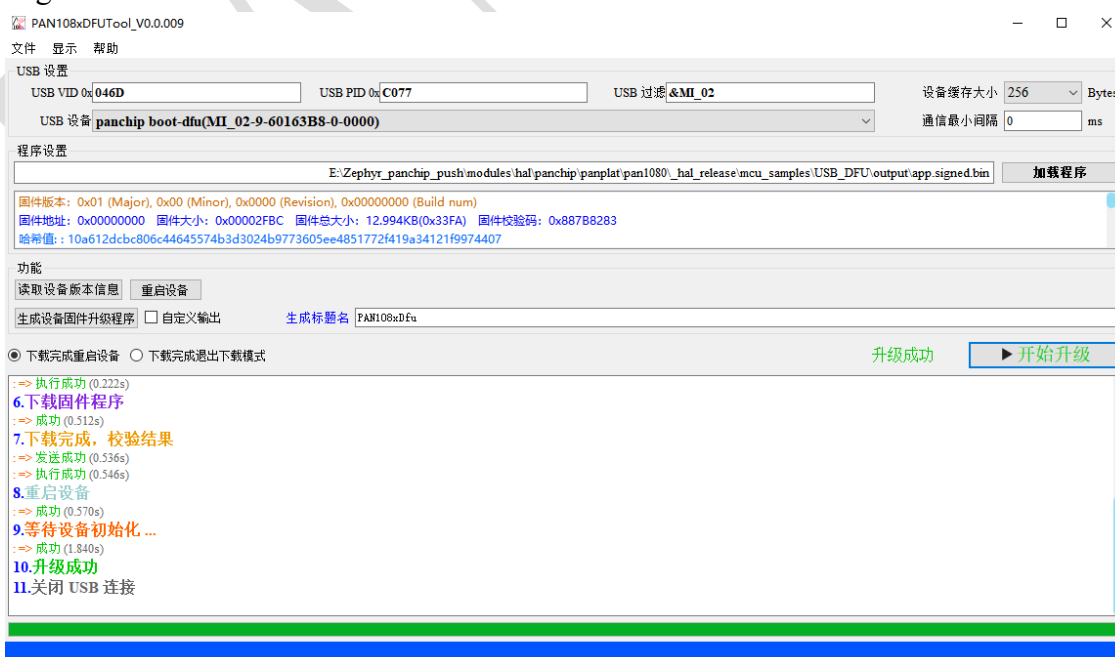 PAN108xDFUTool_V0.0.009
文件 显示 帮助
USB 设置
USB VID 0x 046D USB PID 0x C077 USB 过滤 &MI_02 设备缓存大小 256 Bytes
USB 设备 panchip boot-dfu(MI_02-9-60163B8-0-0000) 通信最小间隔 0 ms
程序设置
E:\Zephyr_panchip_push\modules\hal\panchip\panplat\pan1080\_hal_release\mcu_samples\USB_DFU\output\app.signed.bin 加载程序
固件版本: 0x01 (Major), 0x00 (Minor), 0x0000 (Revision), 0x00000000 (Build num)
固件地址: 0x00000000 固件大小: 0x00002FBC 固件总大小: 12.994KB(0x33FA) 固件校验码: 0x887B8283
哈希值: : 10a612dcbc806c44645574b3d3024b9773605ee4851772f419a34121f9974407
功能
读取设备版本信息 重启设备
生成设备固件升级程序 自定义输出 生成标题名 PAN108xDfu
下载完成重启设备 下载完成退出下载模式 升级成功 ▶开始升级
: => 执行成功 (0.222s)
6.下载固件程序
: => 成功 (0.512s)
7.下载完成，校验结果
: => 发送成功 (0.536s)
: => 执行成功 (0.546s)
8.重启设备
: => 成功 (0.570s)
9.等待设备初始化 ...
: => 成功 (1.840s)
10.升级成功
11.关闭 USB 连接